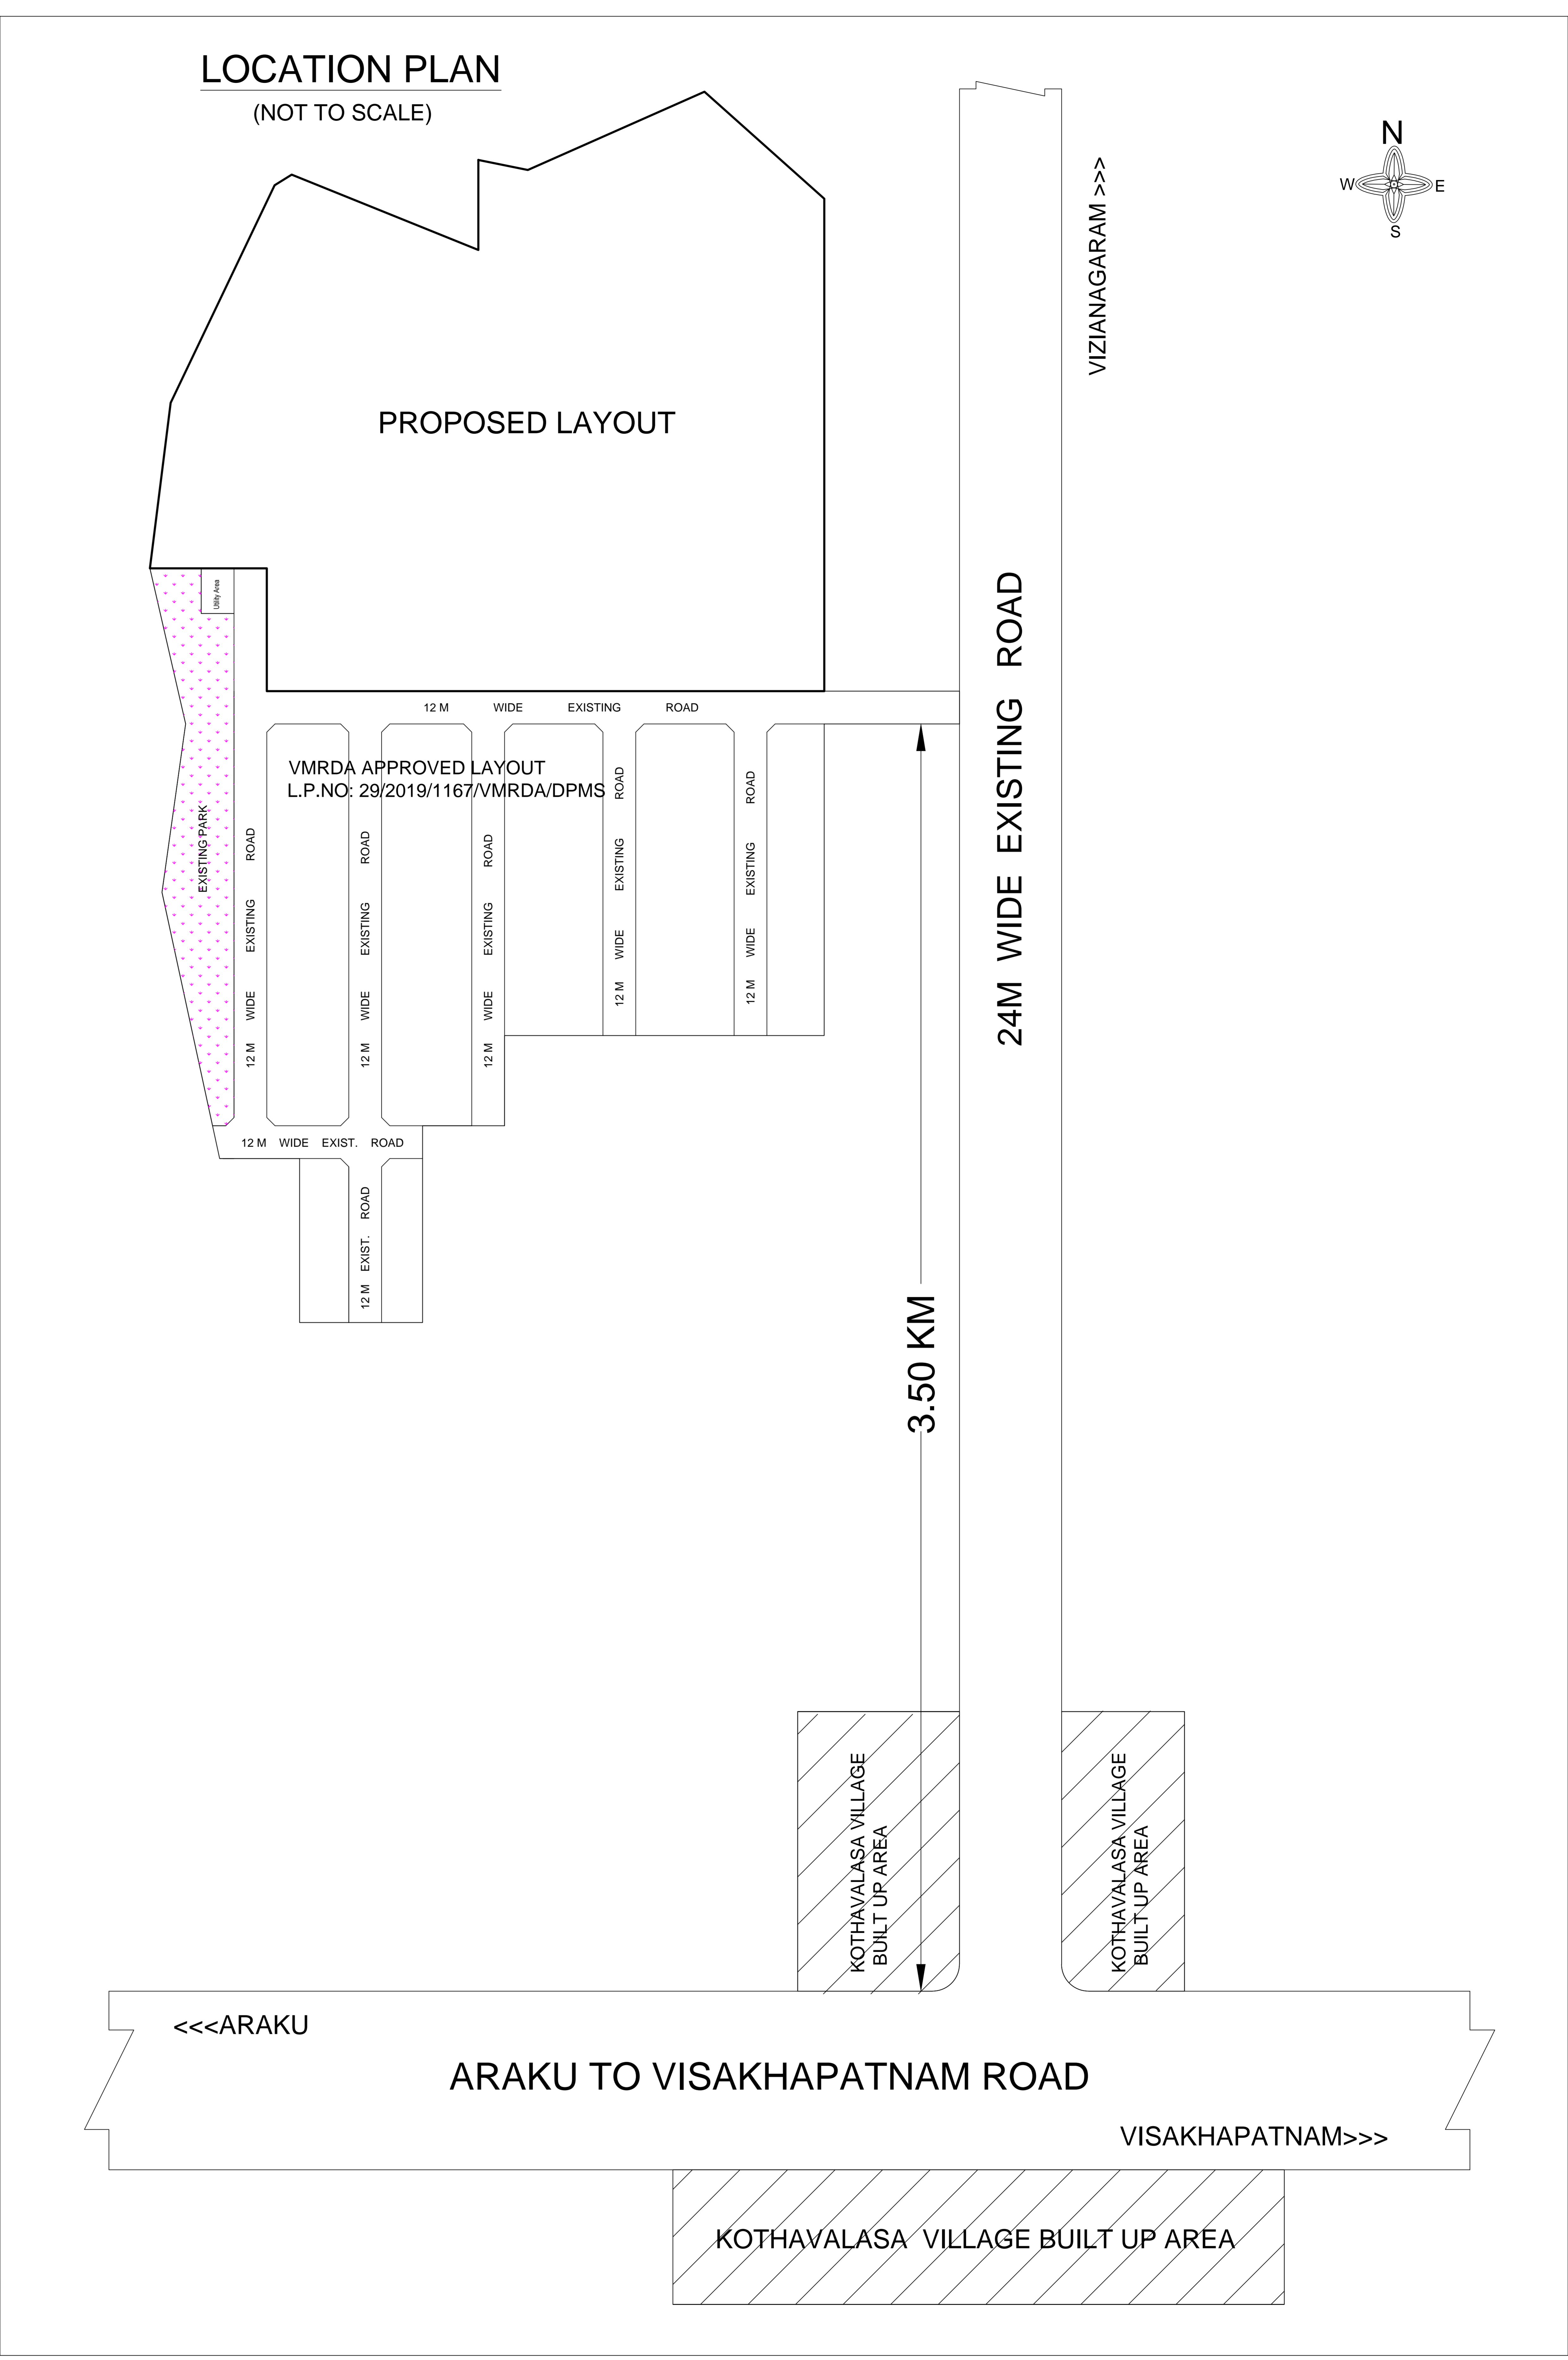 LOCATION PLAN
(NOT TO SCALE)
N
W
E
S
VIZIANAGARAM >>>
PROPOSED LAYOUT
Utility Area
12 M WIDE EXISTING ROAD
VMRDA APPROVED LAYOUT
L.P.NO: 29/2019/1167/VMRDA/DPMS
EXISTING PARK
12 M WIDE EXISTING ROAD
12 M WIDE EXISTING ROAD
12 M WIDE EXISTING ROAD
12 M WIDE EXISTING ROAD
12 M WIDE EXISTING ROAD
24M WIDE EXISTING ROAD
12 M WIDE EXIST. ROAD
12 M EXIST. ROAD
3.50 KM
KOTHAVALASA VILLAGE
BUILT UP AREA
KOTHAVALASA VILLAGE
BUILT UP AREA
<<<ARAKU
ARAKU TO VISAKHAPATNAM ROAD
VISAKHAPATNAM>>>
KOTHAVALASA VILLAGE BUILT UP AREA